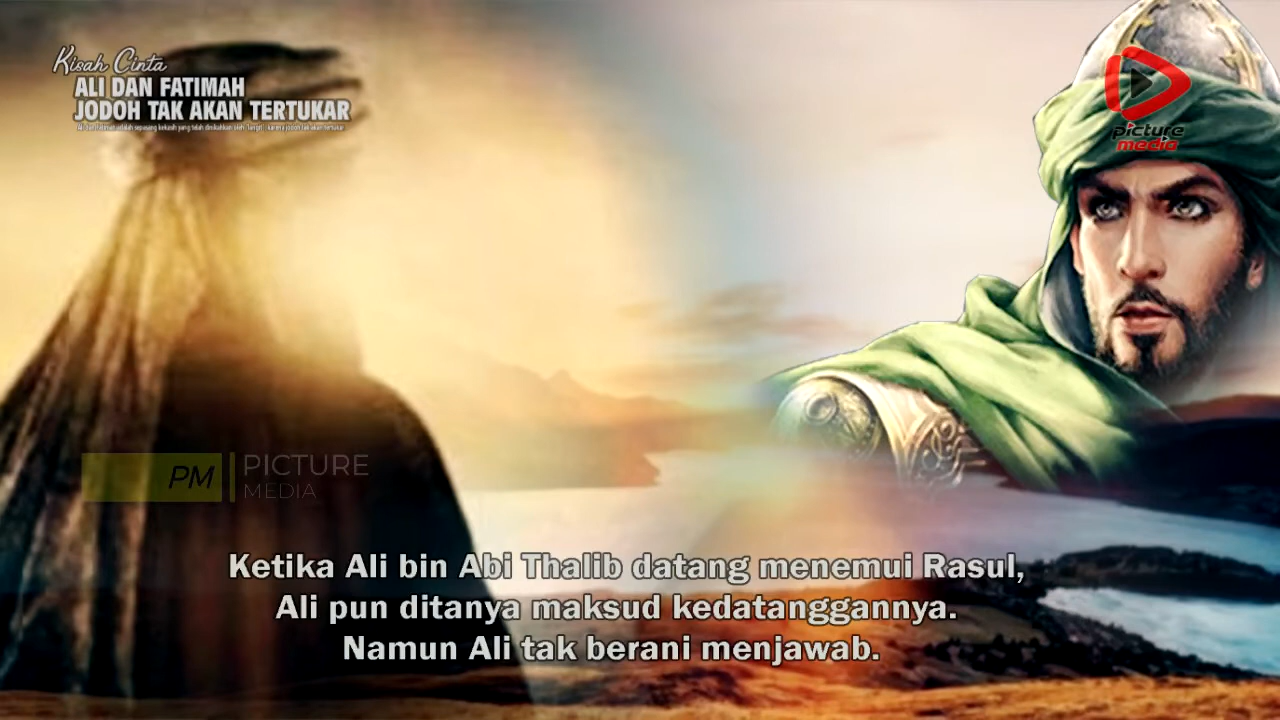 Kisah Cinta
ALI DAN FATIMAH
JODOH TAK AKAN TERTUKAR
picture
media
PM PICTURE
MEDIA
Ketika Ali bin Abi Thalib datang menemui Rasul,
Ali pun ditanya maksud kedatanggannya.
Namun Ali tak berani menjawab.